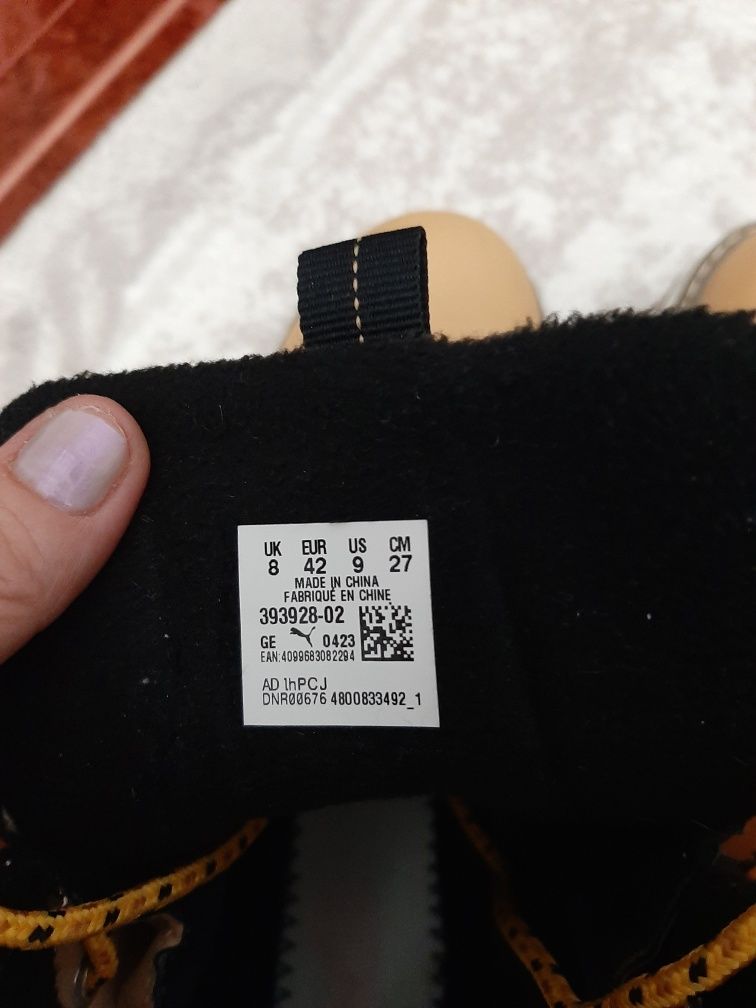 UK EUR US CM
8 42 9 27
MADE IN CHINA
FABRIQUÉ EN CHINE
393928-02
GE 0423
EAN:4099683082294
AD lhPCJ
DNR00676 4800833492_1